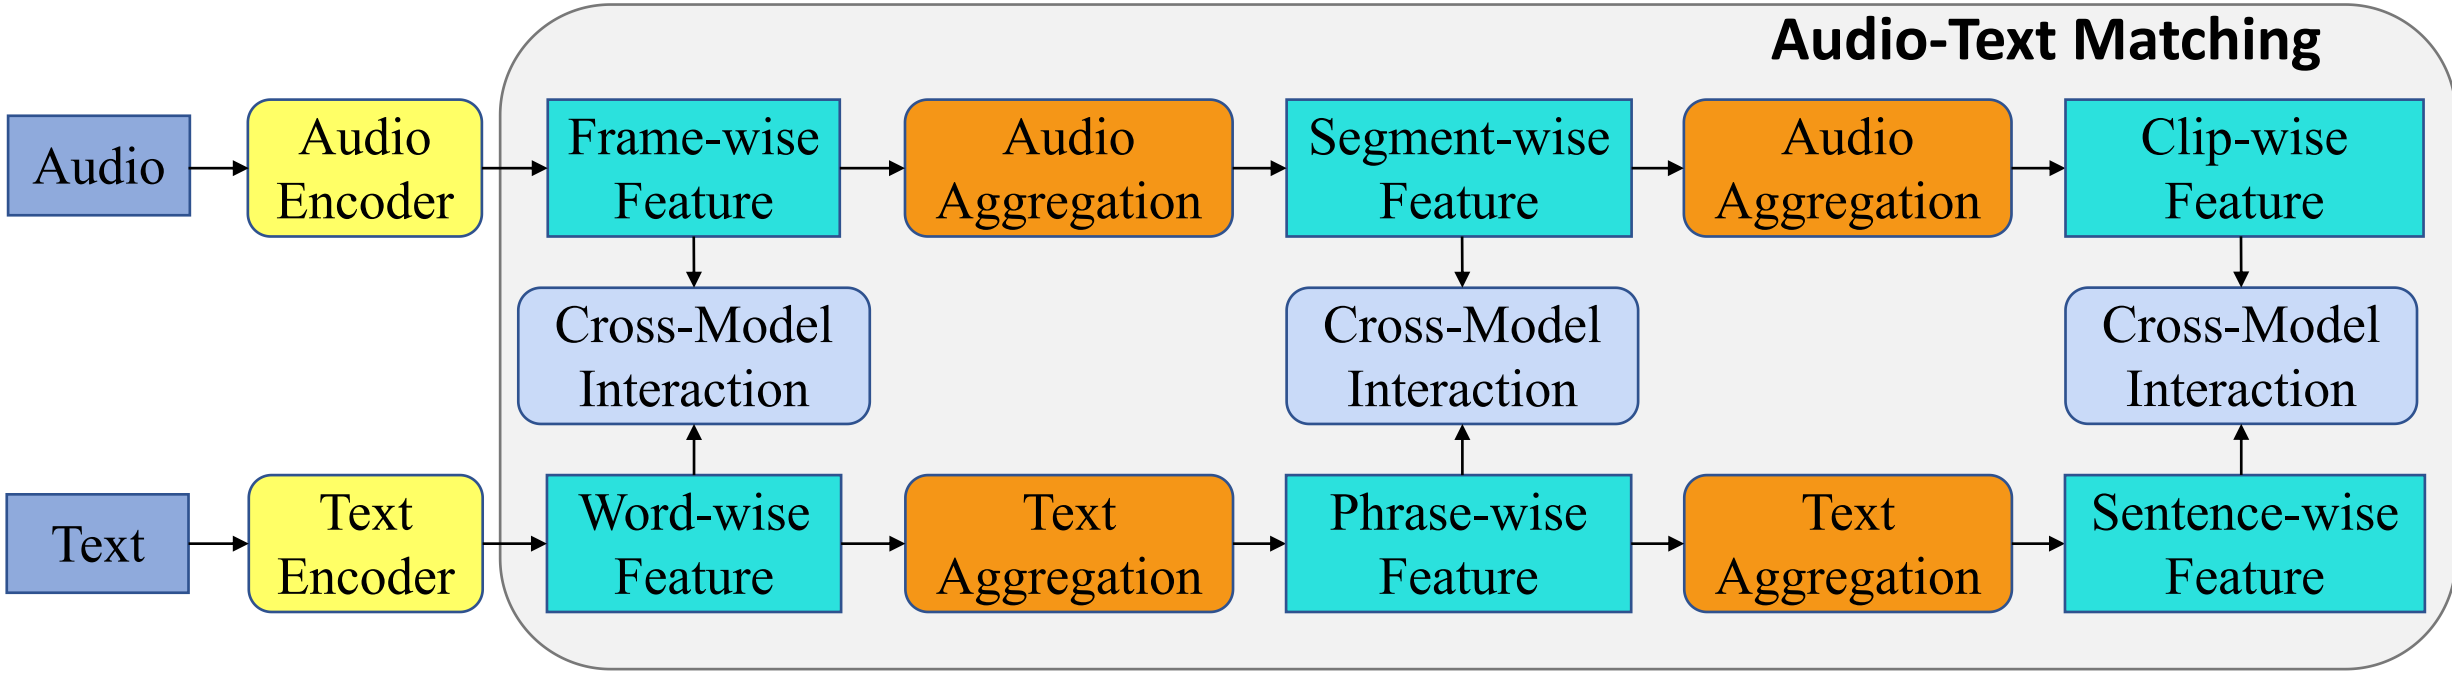 Audio-Text Matching
Audio
Audio
Encoder
Frame-wise
Feature
Audio
Aggregation
Segment-wise
Feature
Audio
Aggregation
Clip-wise
Feature
Cross-Model
Interaction
Cross-Model
Interaction
Cross-Model
Interaction
Text
Text
Encoder
Word-wise
Feature
Text
Aggregation
Phrase-wise
Feature
Text
Aggregation
Sentence-wise
Feature